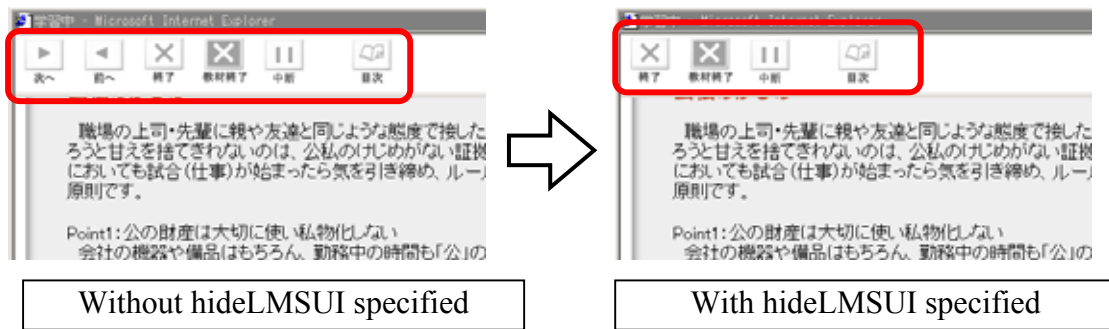 学習中 - Microsoft Internet Explorer
次へ 前へ 終了 教材終了 中断 目次
職場の上司・先輩に親や友達と同じような態度で接した
ろうと甘えを捨てきれないのは、公私のけじめがない証拠
においても試合(仕事)が始まったら気を引き締め、ルー
原則です。
Point1:公の財産は大切に使い私物化しない
会社の機器や備品はもちろん、勤務中の時間も「公」の
Without hideLMSUI specified
学習中 - Microsoft Internet Explorer
終了 教材終了 中断 目次
職場の上司・先輩に親や友達と同じような態度で接した
ろうと甘えを捨てきれないのは、公私のけじめがない証拠
においても試合(仕事)が始まったら気を引き締め、ルー
原則です。
Point1:公の財産は大切に使い私物化しない
会社の機器や備品はもちろん、勤務中の時間も「公」の
With hideLMSUI specified